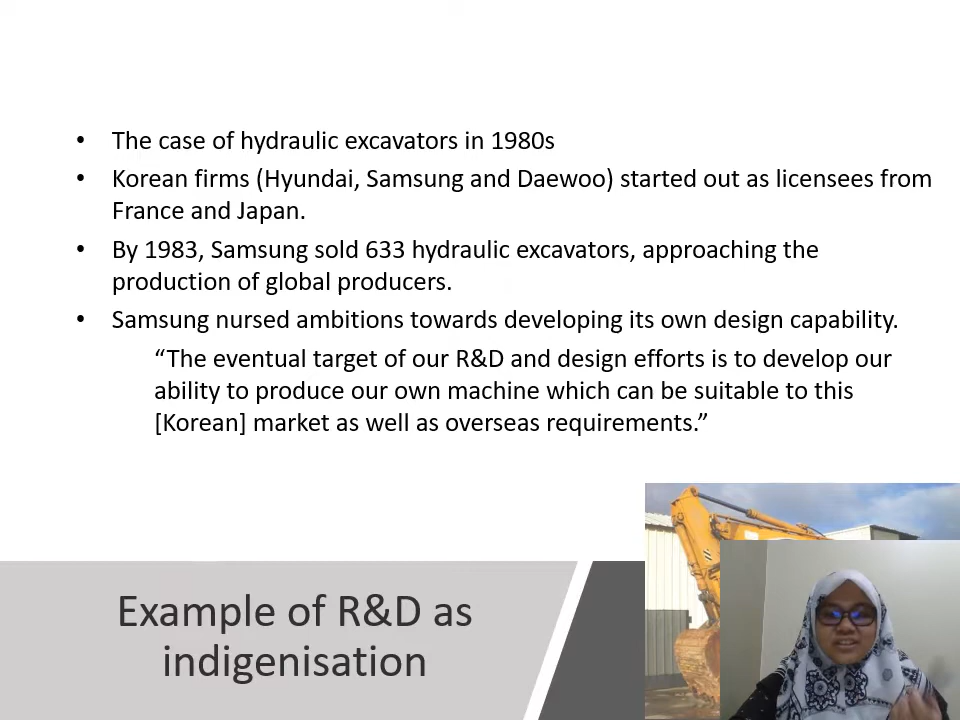 • The case of hydraulic excavators in 1980s
• Korean firms (Hyundai, Samsung and Daewoo) started out as licensees from
France and Japan.
• By 1983, Samsung sold 633 hydraulic excavators, approaching the
production of global producers.
• Samsung nursed ambitions towards developing its own design capability.
“The eventual target of our R&D and design efforts is to develop our
ability to produce our own machine which can be suitable to this
[Korean] market as well as overseas requirements.”
Example of R&D as
indigenisation